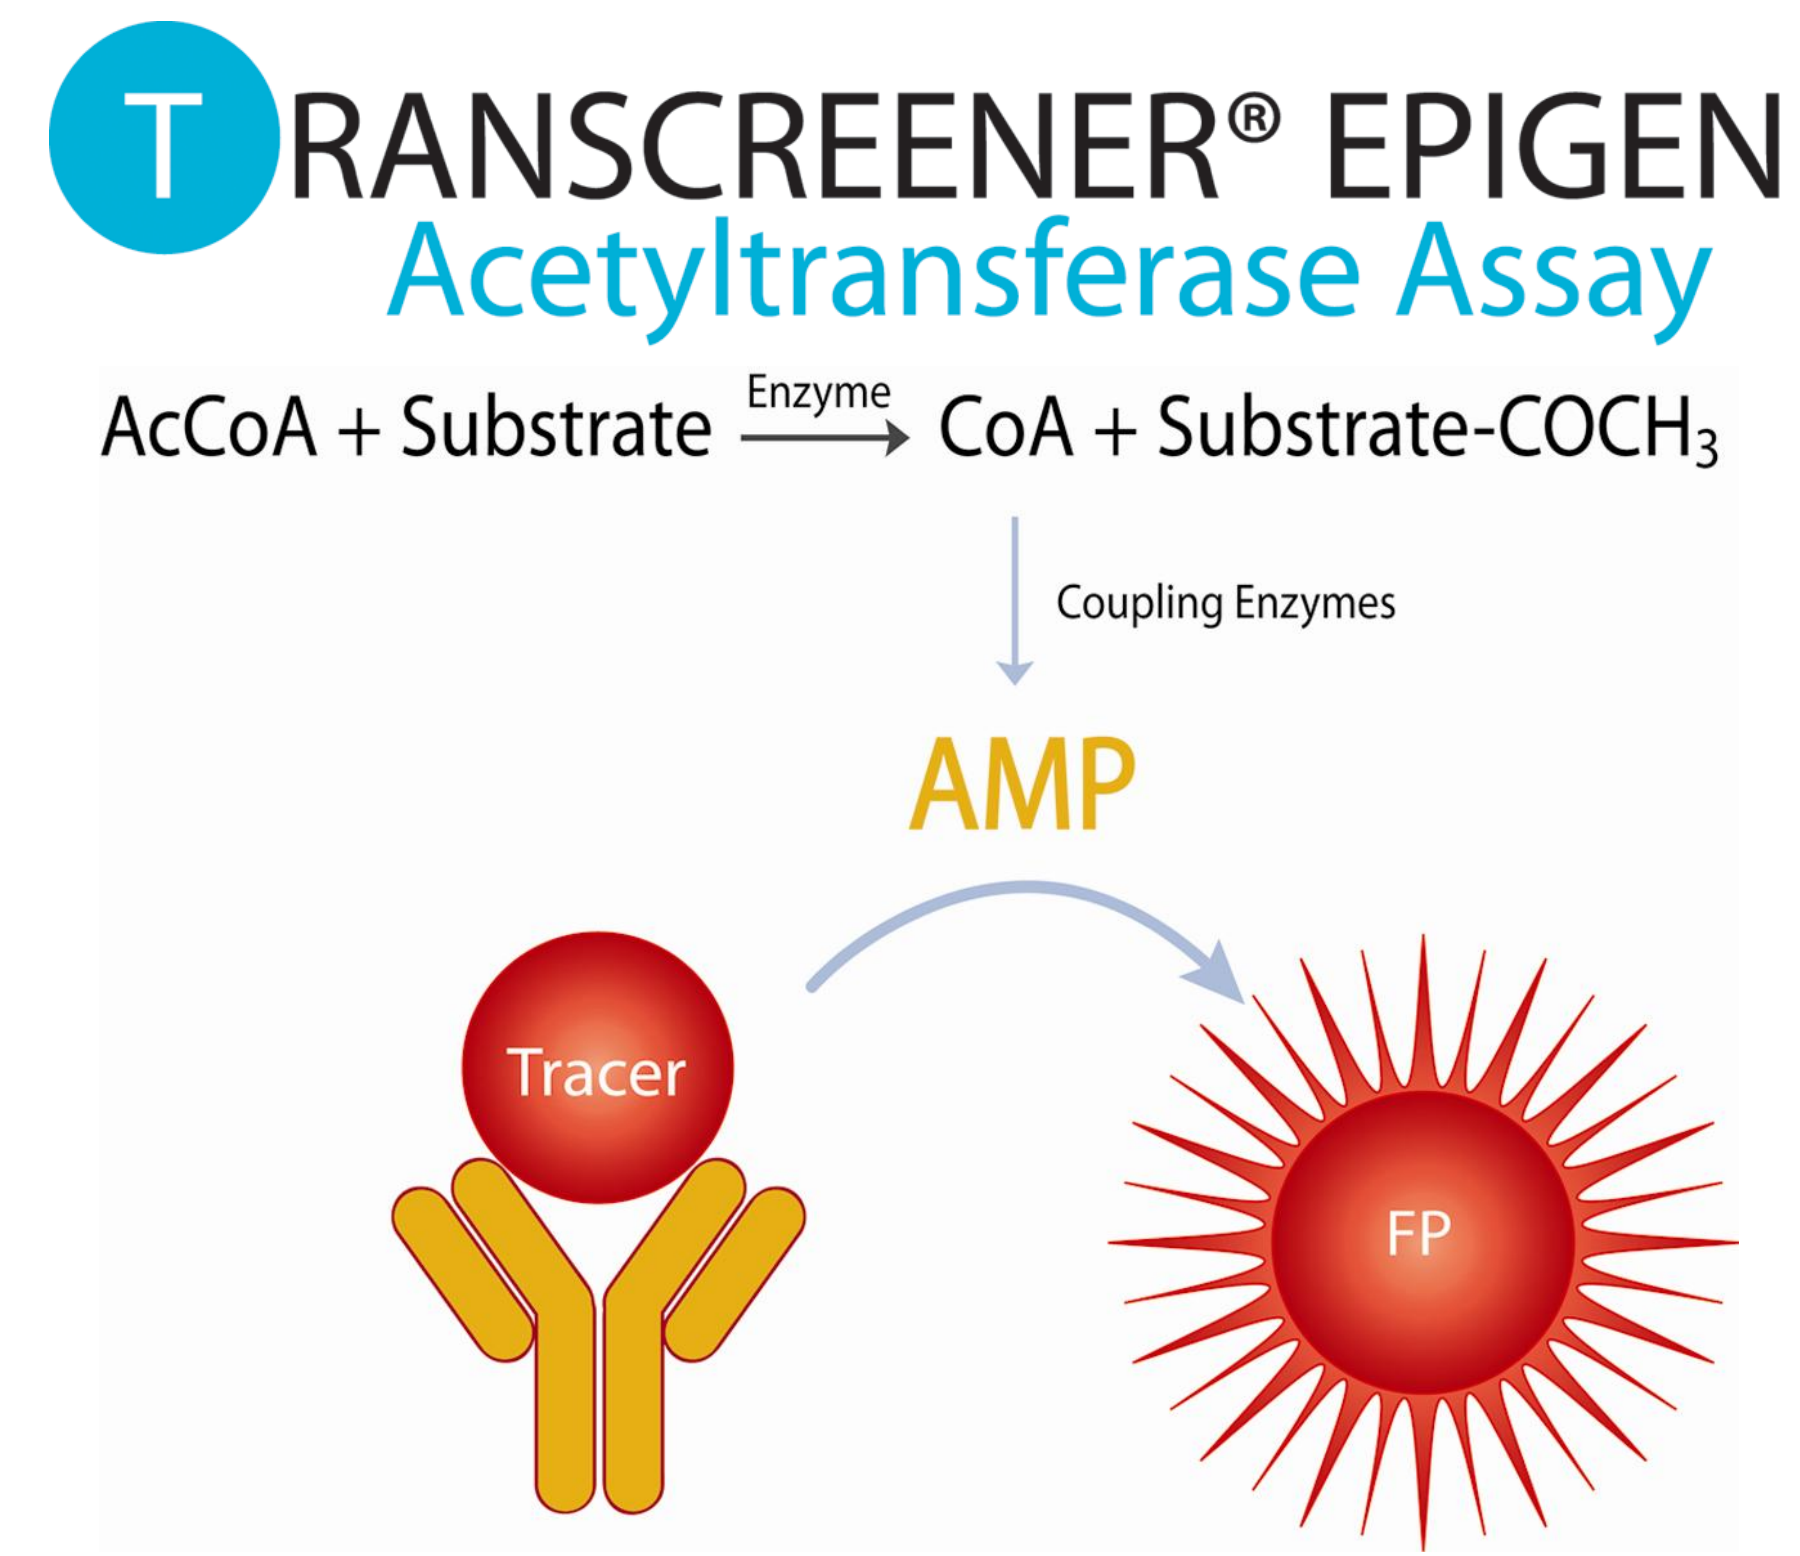 TRANSCREENER® EPIGEN
Acetyltransferase Assay
Enzyme
AcCoA + Substrate → CoA + Substrate-COCH₃
Coupling Enzymes
AMP
Tracer
FP